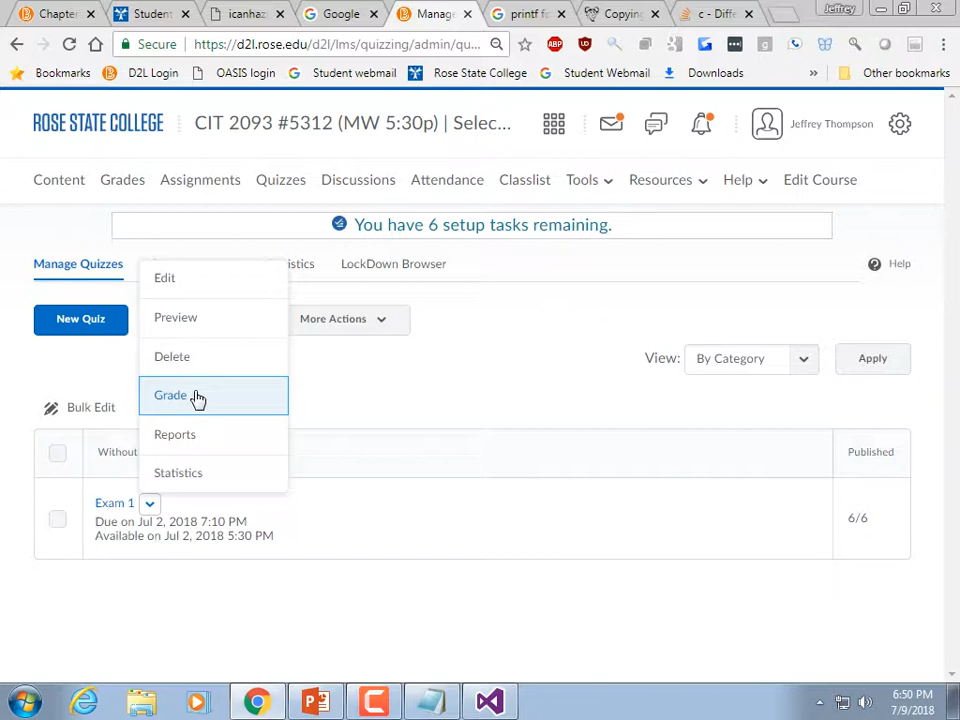 Chapter
Student
icanhaz
Google
Manage
printf f
Copying
c - Diffe
Jeffrey
Secure
https://d2l.rose.edu/d2l/lms/quizzing/admin/qu...
ABP
Bookmarks
D2L Login
OASIS login
Student webmail
Rose State College
Student Webmail
Downloads
»
Other bookmarks
ROSE STATE COLLEGE
CIT 2093 #5312 (MW 5:30p) | Selec...
Jeffrey Thompson
Content
Grades
Assignments
Quizzes
Discussions
Attendance
Classlist
Tools
Resources
Help
Edit Course
You have 6 setup tasks remaining.
Manage Quizzes
istics
LockDown Browser
Help
Edit
Preview
Delete
Grade
Reports
Statistics
New Quiz
More Actions
View:
By Category
Apply
Bulk Edit
Without
Published
Exam 1
Due on Jul 2, 2018 7:10 PM
Available on Jul 2, 2018 5:30 PM
6/6
6:50 PM
7/9/2018